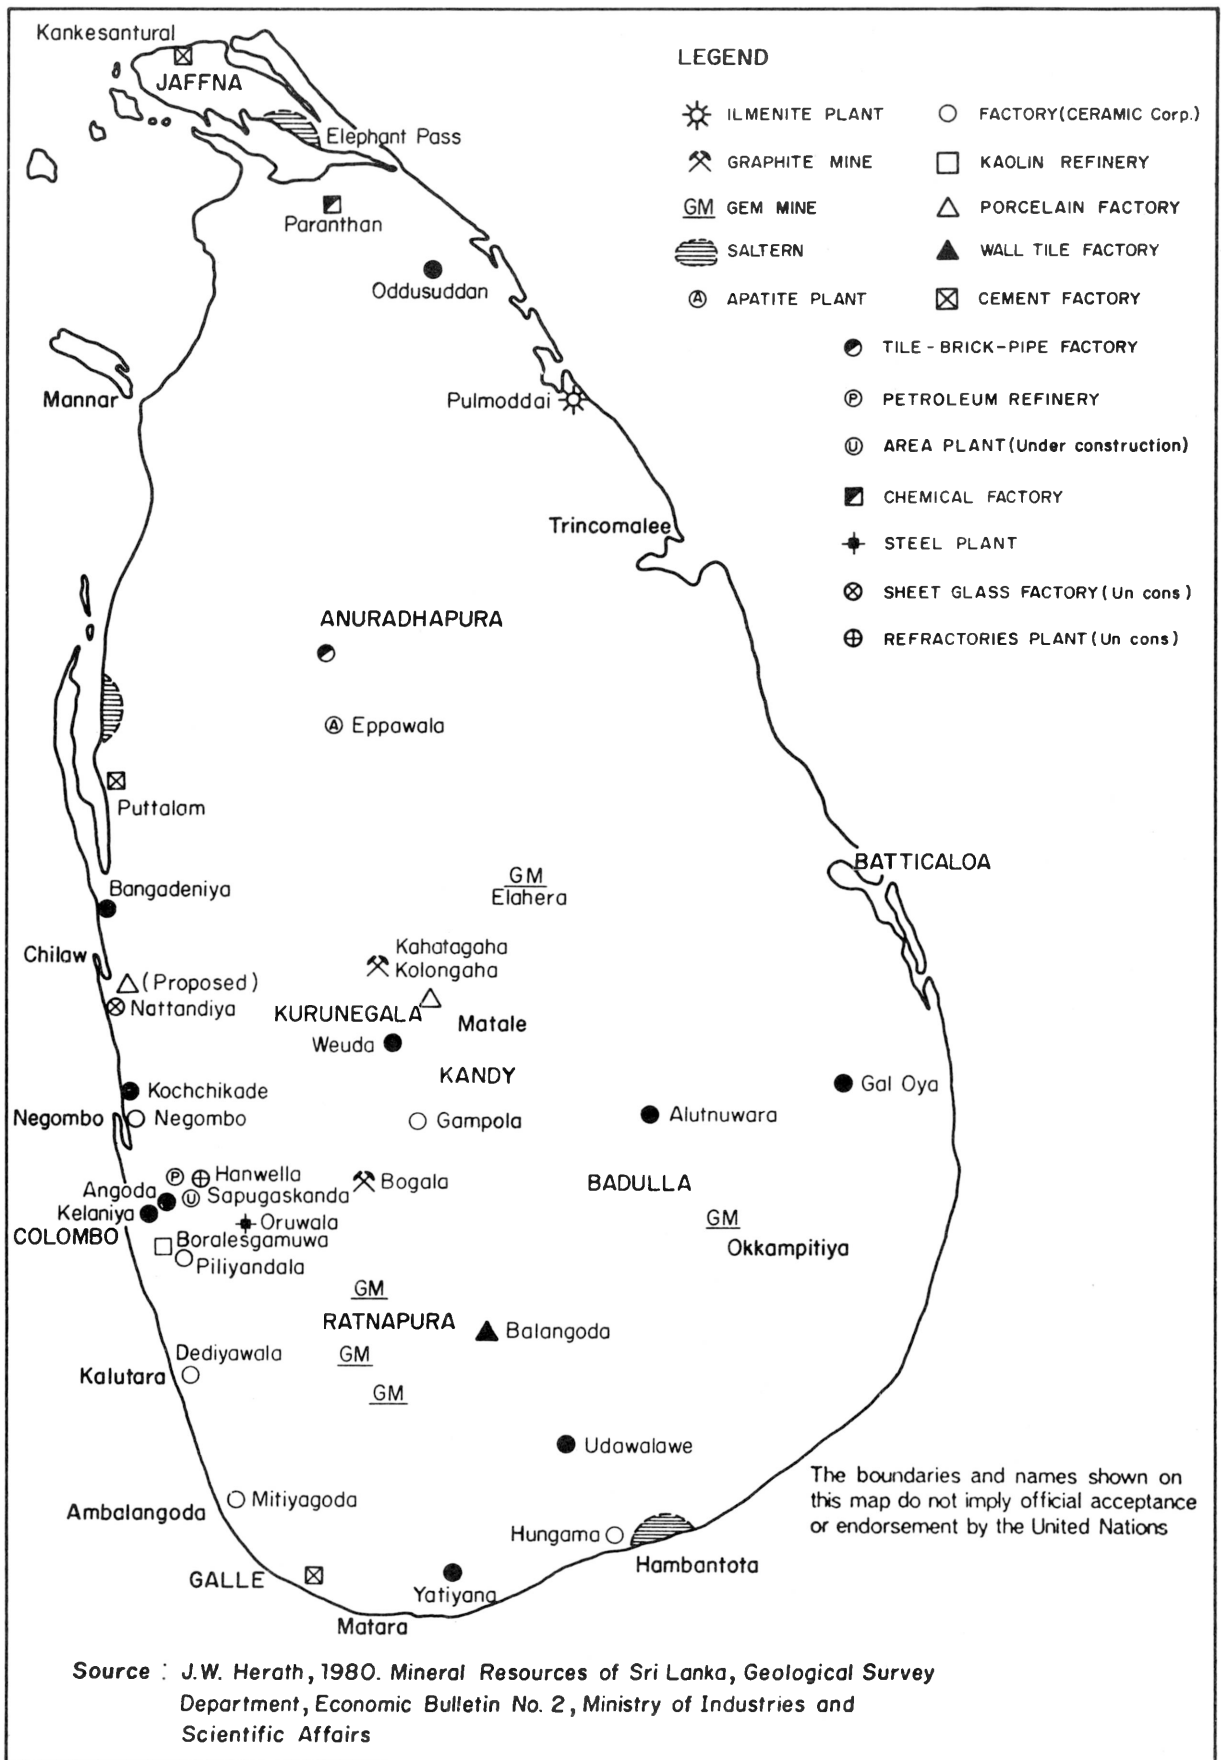 Kankesantural
JAFFNA
Elephant Pass
Paranthan
Oddusuddan
Mannar
Pulmoddai
Trincomalee
LEGEND
ILMENITE PLANT
GRAPHITE MINE
GM GEM MINE
SALTERN
A APATITE PLANT
FACTORY(CERAMIC Corp.)
KAOLIN REFINERY
PORCELAIN FACTORY
WALL TILE FACTORY
CEMENT FACTORY
TILE-BRICK-PIPE FACTORY
P PETROLEUM REFINERY
U AREA PLANT(Under construction)
CHEMICAL FACTORY
STEEL PLANT
SHEET GLASS FACTORY(Un cons)
REFRACTORIES PLANT(Un cons)
ANURADHAPURA
A Eppawala
Puttalam
BATTICALOA
Bangadeniya
GM
Elahera
Chilaw
Kahatagaha
Kolongaha
(Proposed)
Nattandiya
KURUNEGALA
Matale
Weuda
KANDY
Kochchikade
Gal Oya
Negombo
Negombo
Gampola
Alutnuwara
P Hanwella
Angoda
U Sapugaskanda
Bogala
BADULLA
Kelaniya
Oruwala
COLOMBO
Boralesgamuwa
Piliyandala
GM
Okkampitiya
GM
RATNAPURA
Balangoda
Dediyawala
GM
Kalutara
GM
Udawalawe
Mitiyagoda
Ambalangoda
Hungama
Hambantota
GALLE
Yatiyana
Matara
The boundaries and names shown on
this map do not imply official acceptance
or endorsement by the United Nations
Source : J.W. Herath, 1980. Mineral Resources of Sri Lanka, Geological Survey
Department, Economic Bulletin No. 2, Ministry of Industries and
Scientific Affairs